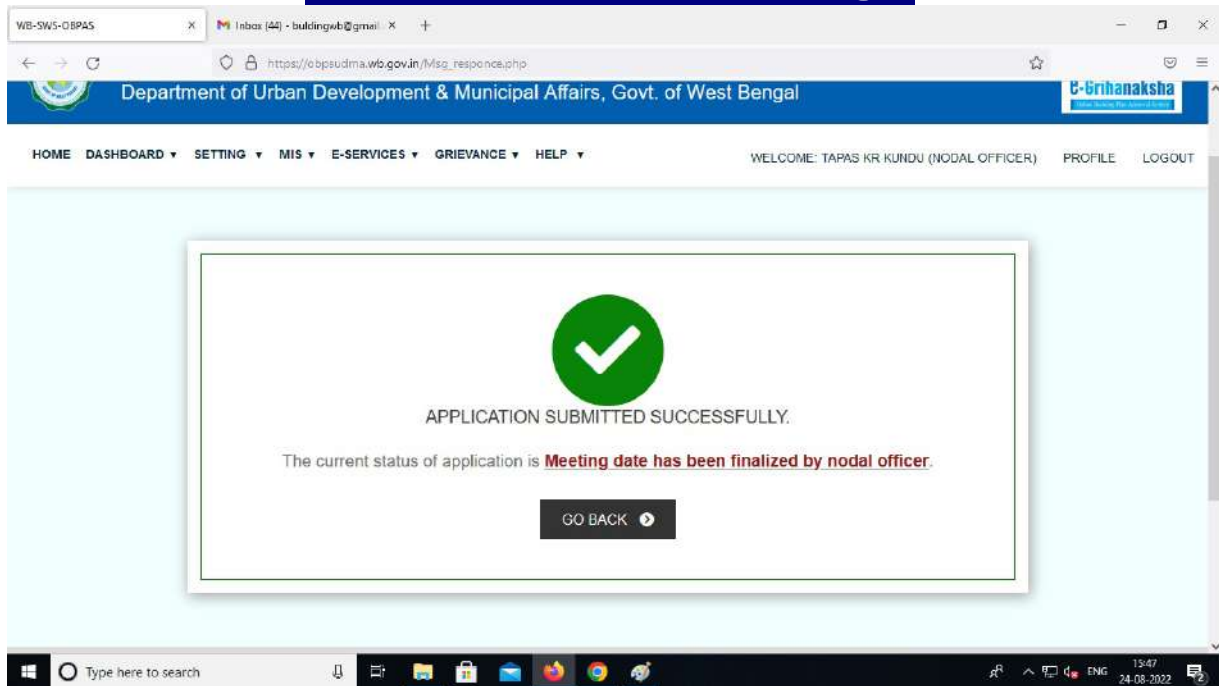 WB-SWS-OBPAS
Inbox (44) - buldingwb@gmail.
https://obpsudma.wb.gov.in/Msg_responce.php
Department of Urban Development & Municipal Affairs, Govt. of West Bengal
e-Grihanaksha
HOME DASHBOARD SETTING MIS E-SERVICES GRIEVANCE HELP WELCOME: TAPAS KR KUNDU (NODAL OFFICER) PROFILE LOGOUT
APPLICATION SUBMITTED SUCCESSFULLY.
The current status of application is Meeting date has been finalized by nodal officer.
GO BACK
Type here to search
ENG
15:47
24-08-2022
2